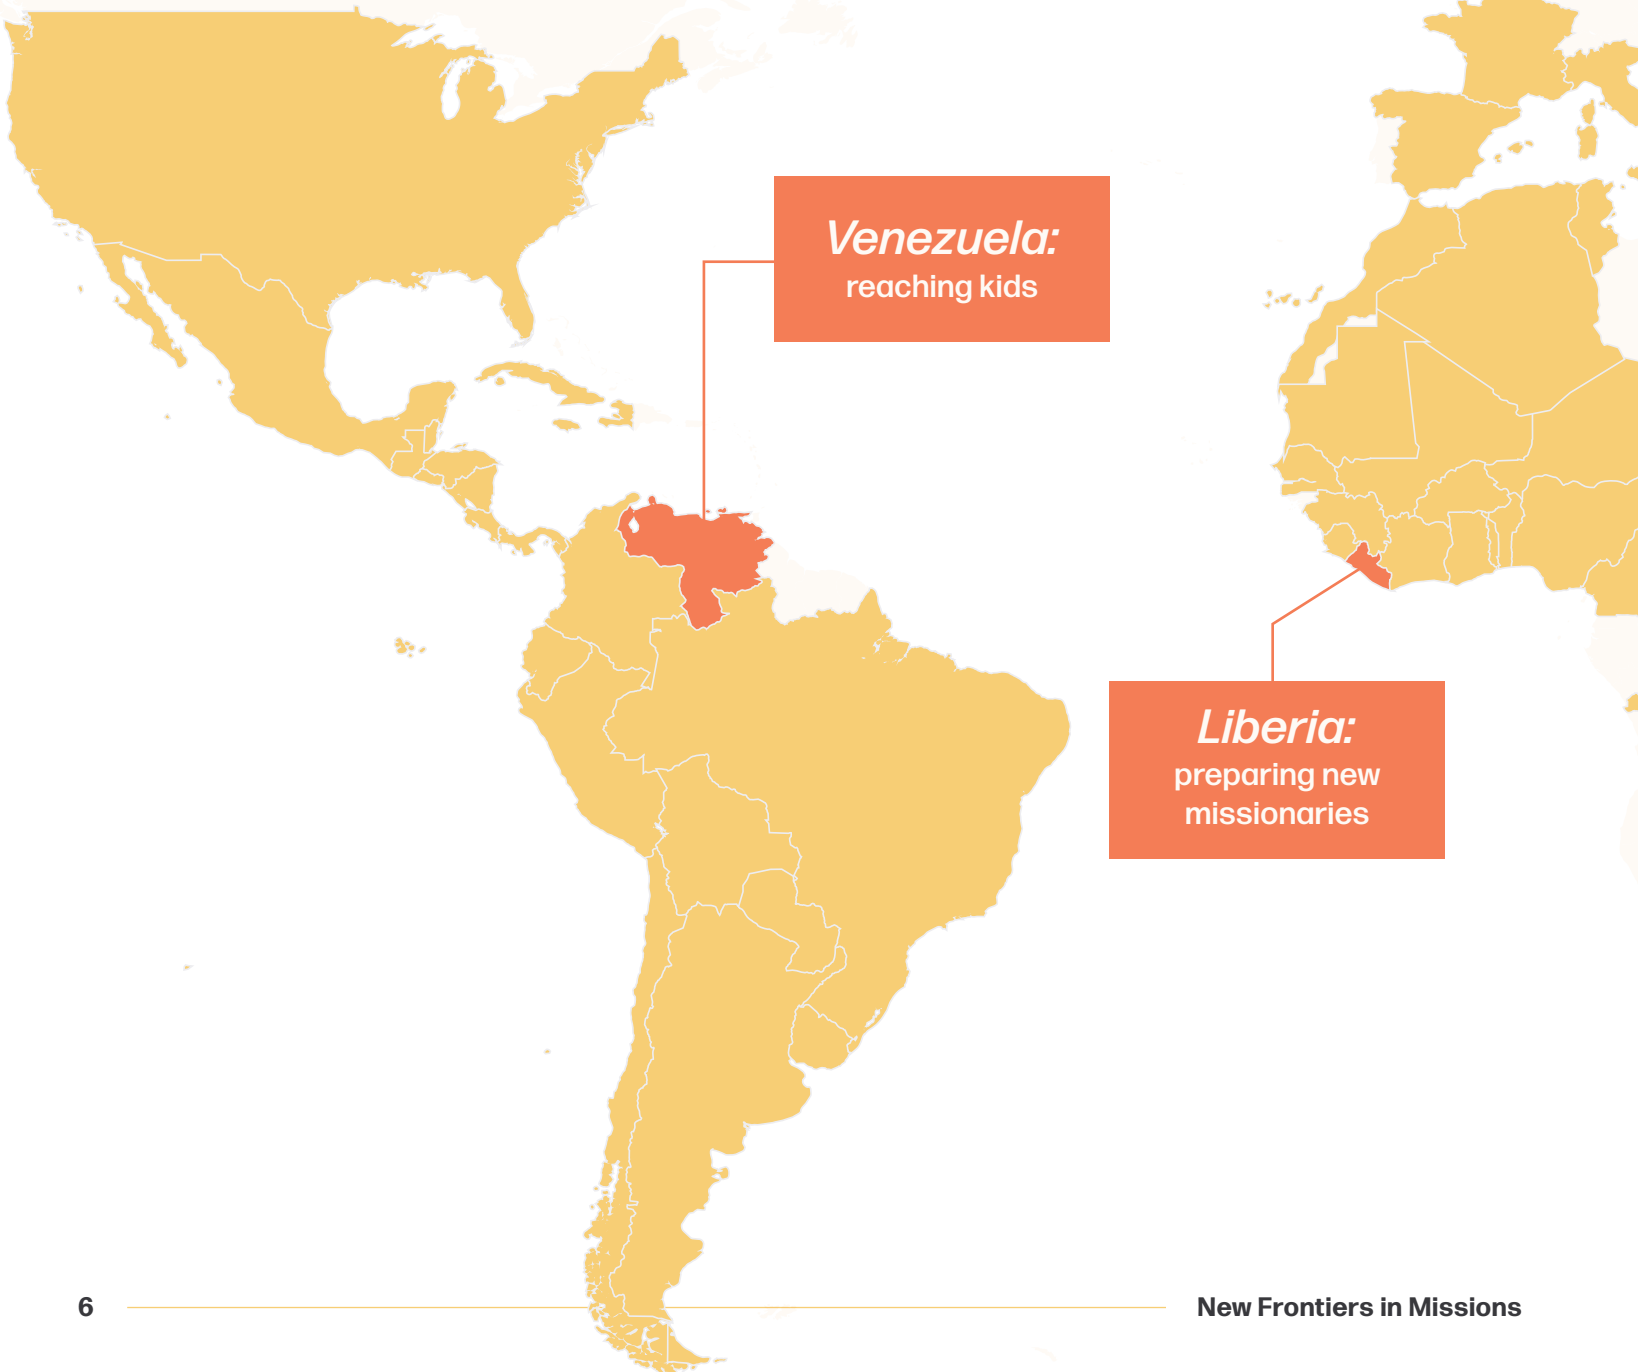 Venezuela:
reaching kids
Liberia:
preparing new
missionaries
6
New Frontiers in Missions